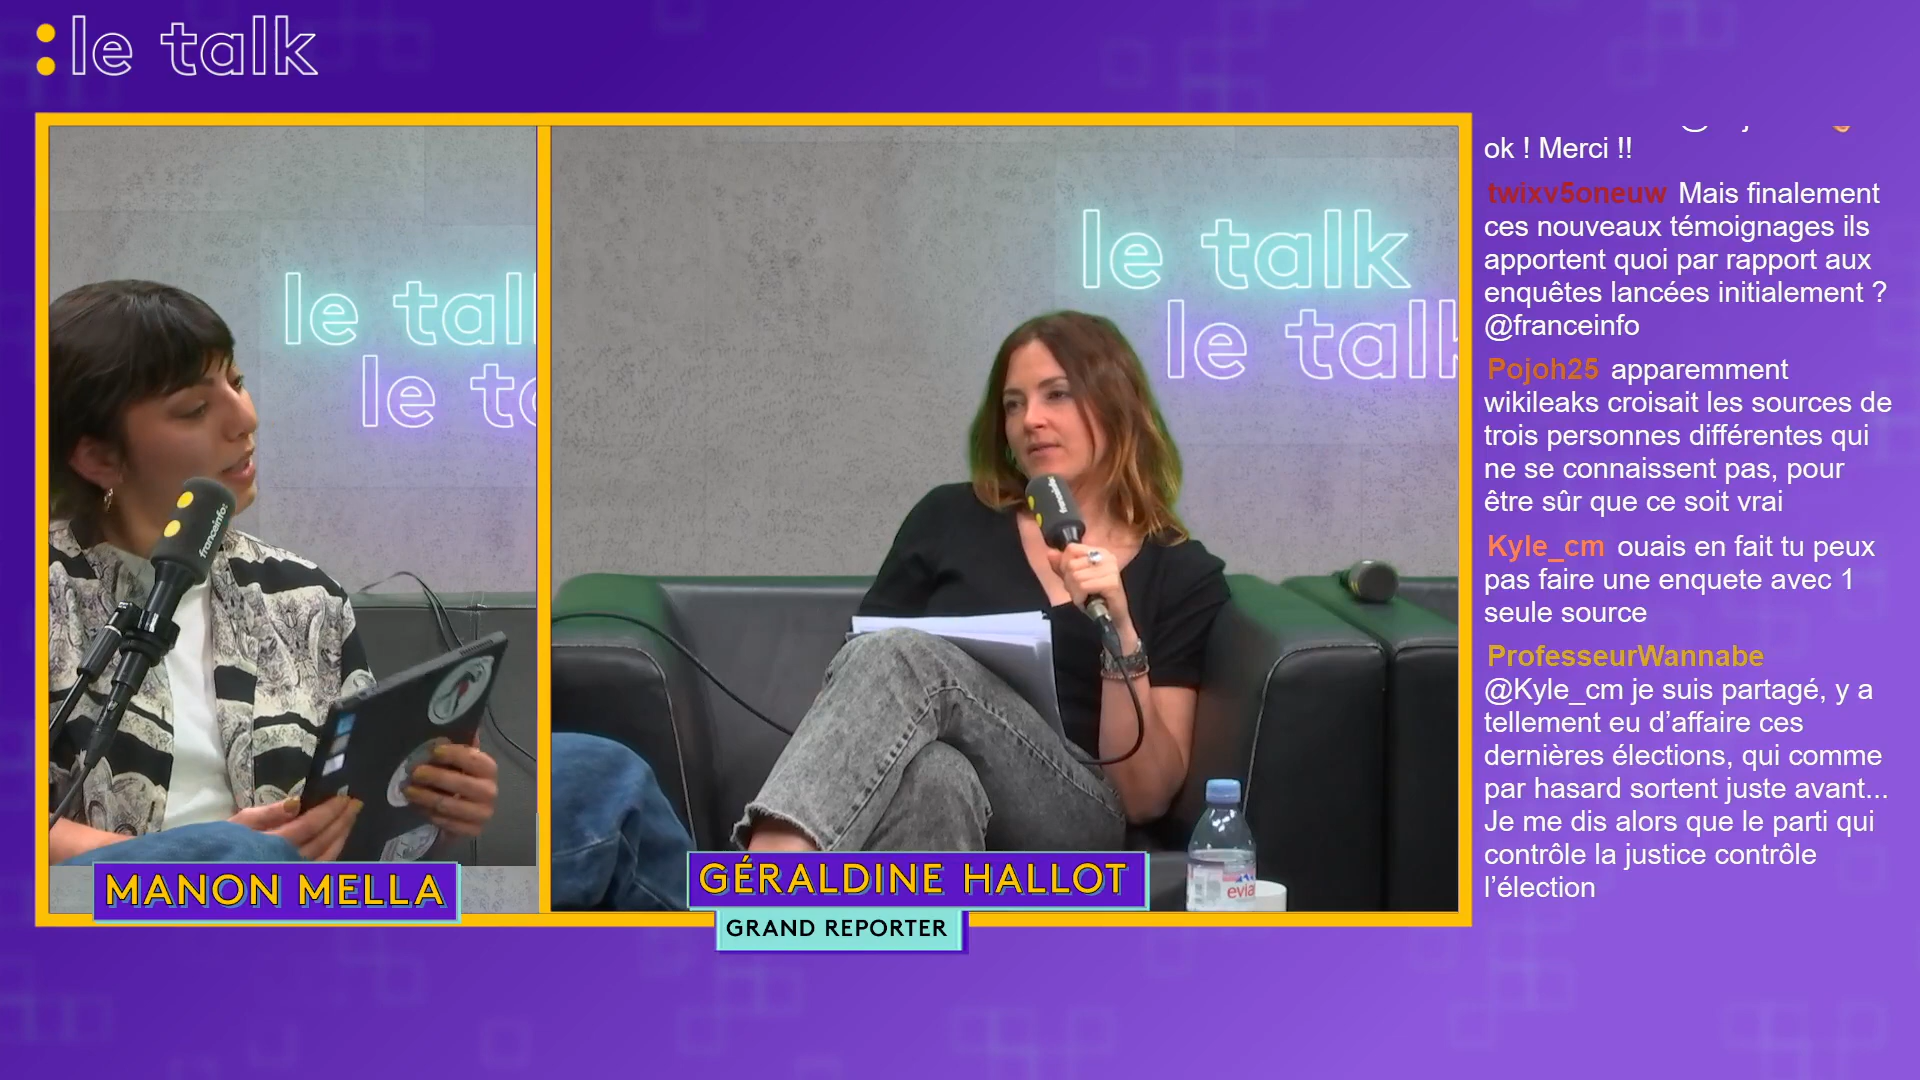 :le talk
le tal
le ta
franceinfo:
MANON MELLA
le talk
le talk
franceinfo:
evian
GÉRALDINE HALLOT
GRAND REPORTER
ok ! Merci !!
twixv5oneuw Mais finalement
ces nouveaux témoignages ils
apportent quoi par rapport aux
enquêtes lancées initialement ?
@franceinfo
Pojoh25 apparemment
wikileaks croisait les sources de
trois personnes différentes qui
ne se connaissent pas, pour
être sûr que ce soit vrai
Kyle_cm ouais en fait tu peux
pas faire une enquete avec 1
seule source
ProfesseurWannabe
@Kyle_cm je suis partagé, y a
tellement eu d’affaire ces
dernières élections, qui comme
par hasard sortent juste avant...
Je me dis alors que le parti qui
contrôle la justice contrôle
l’élection